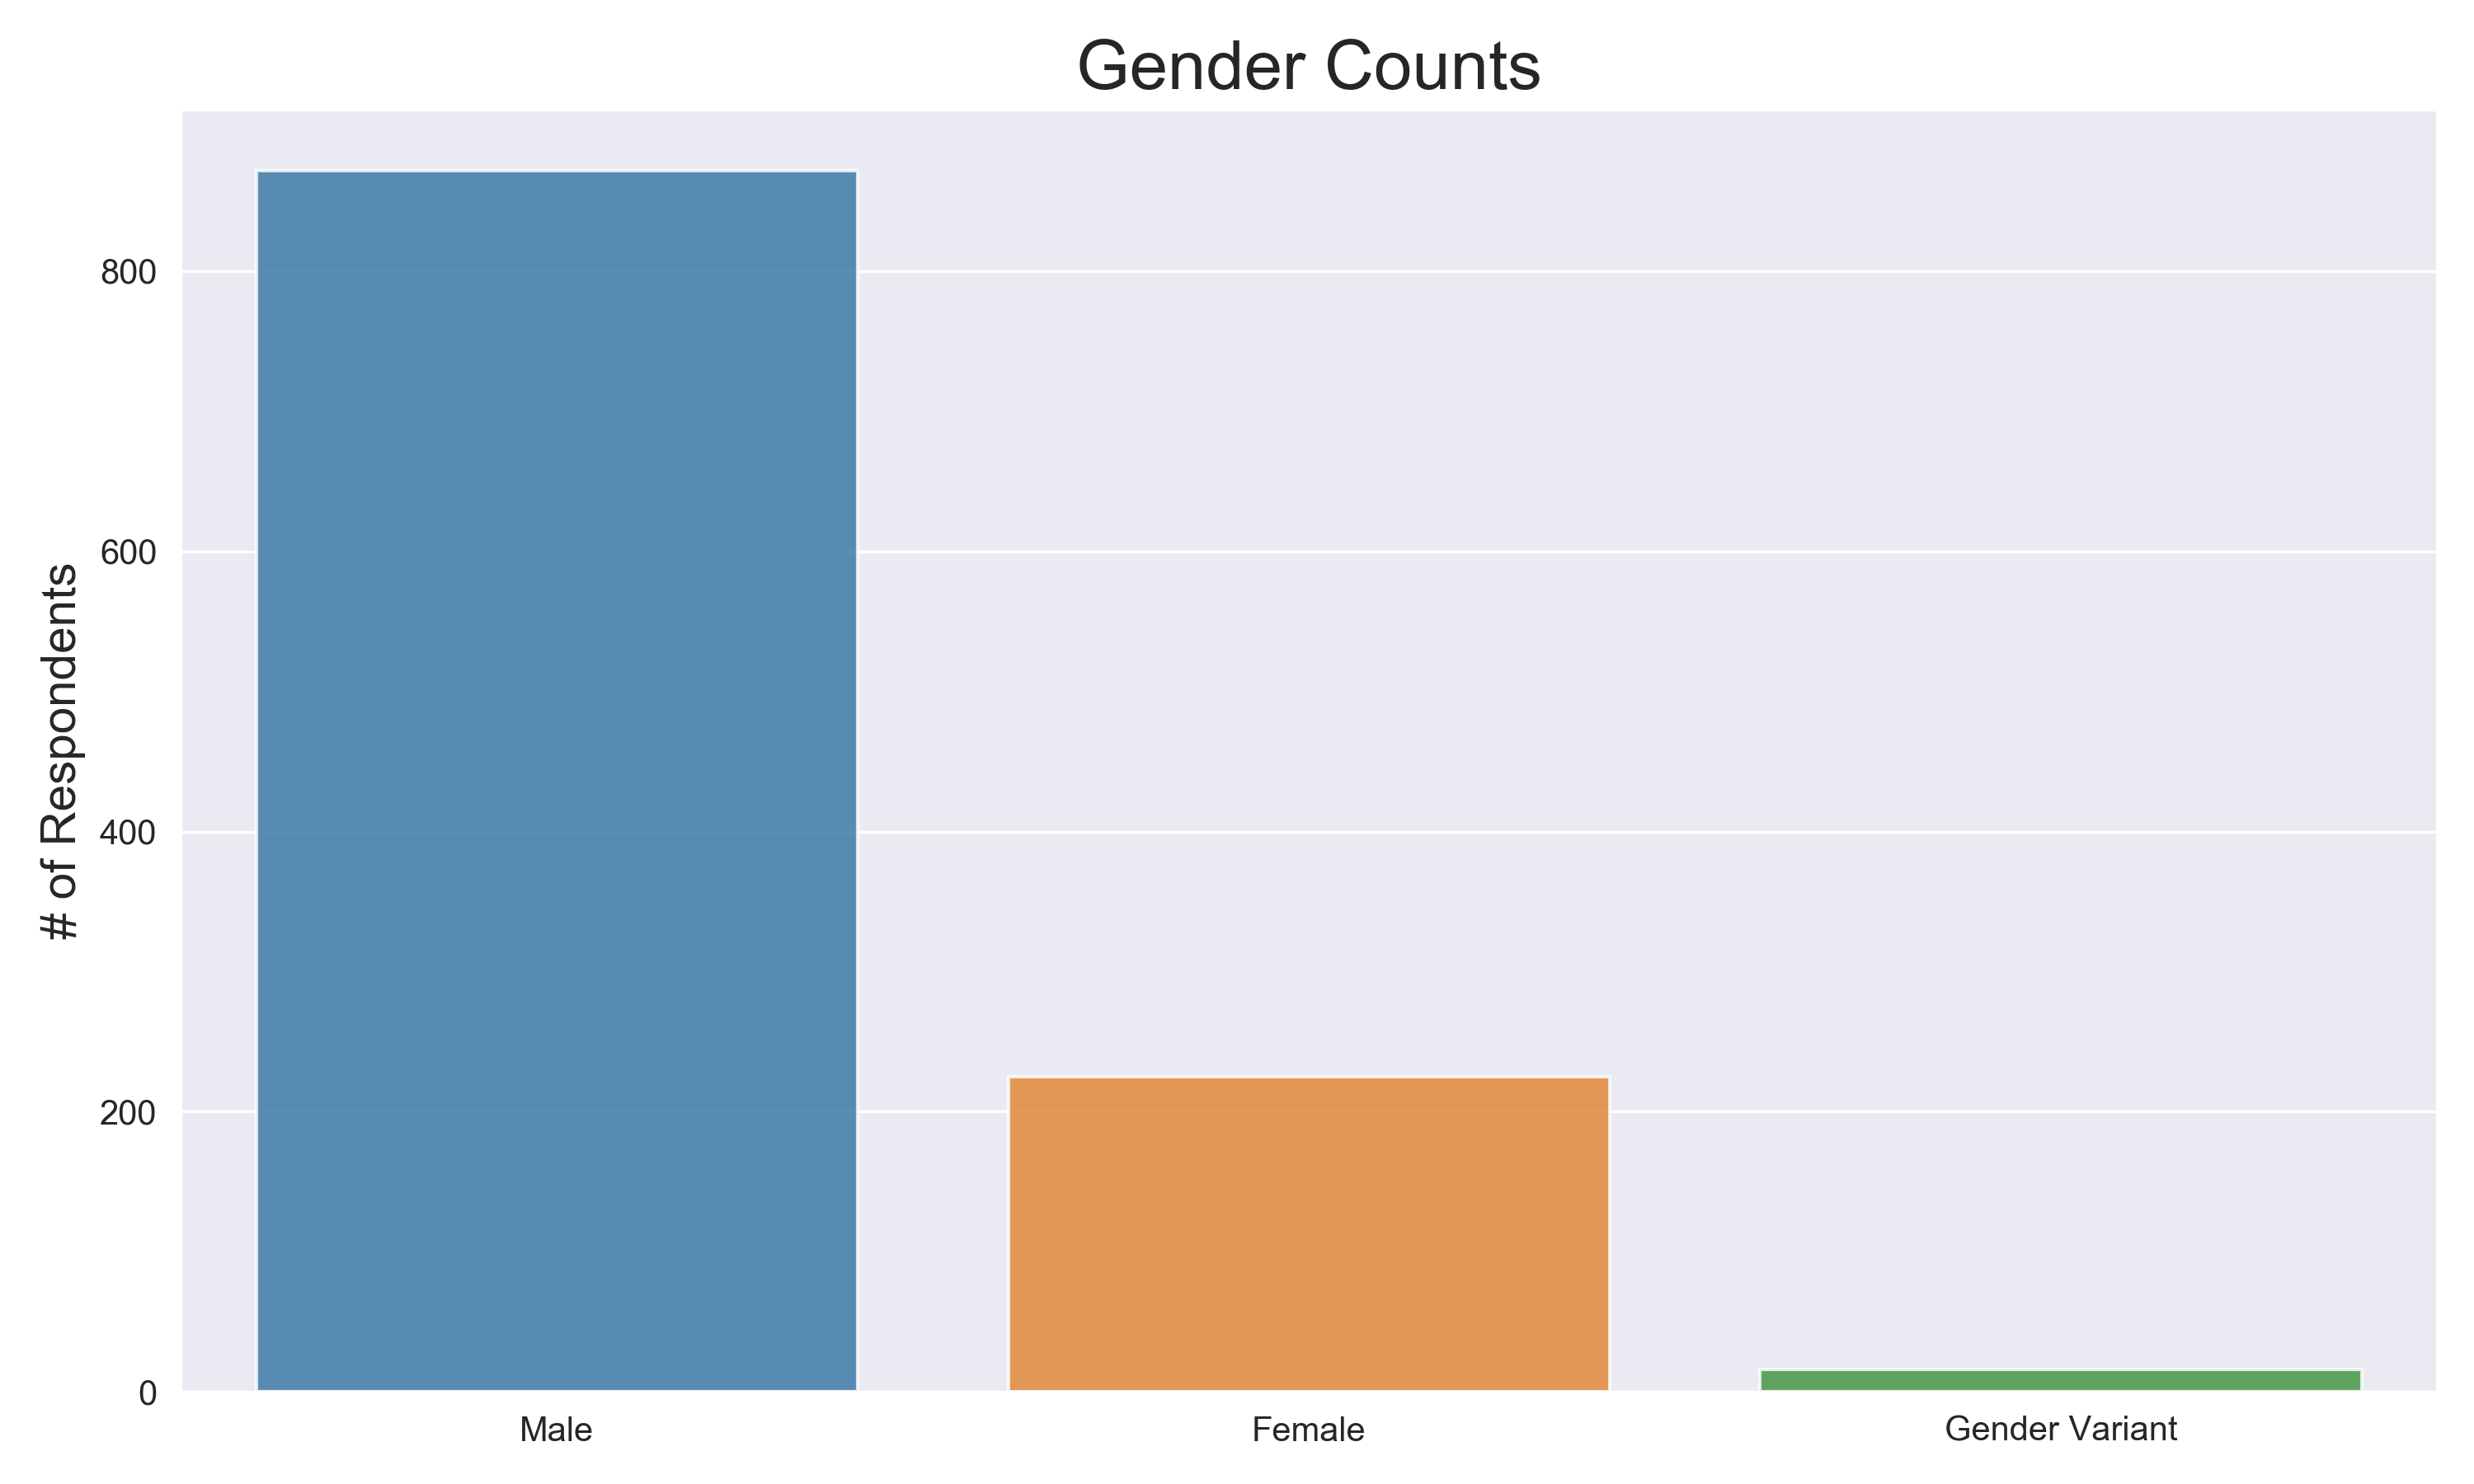 Gender Counts
# of Respondents
800
600
400
200
0
Male
Female
Gender Variant